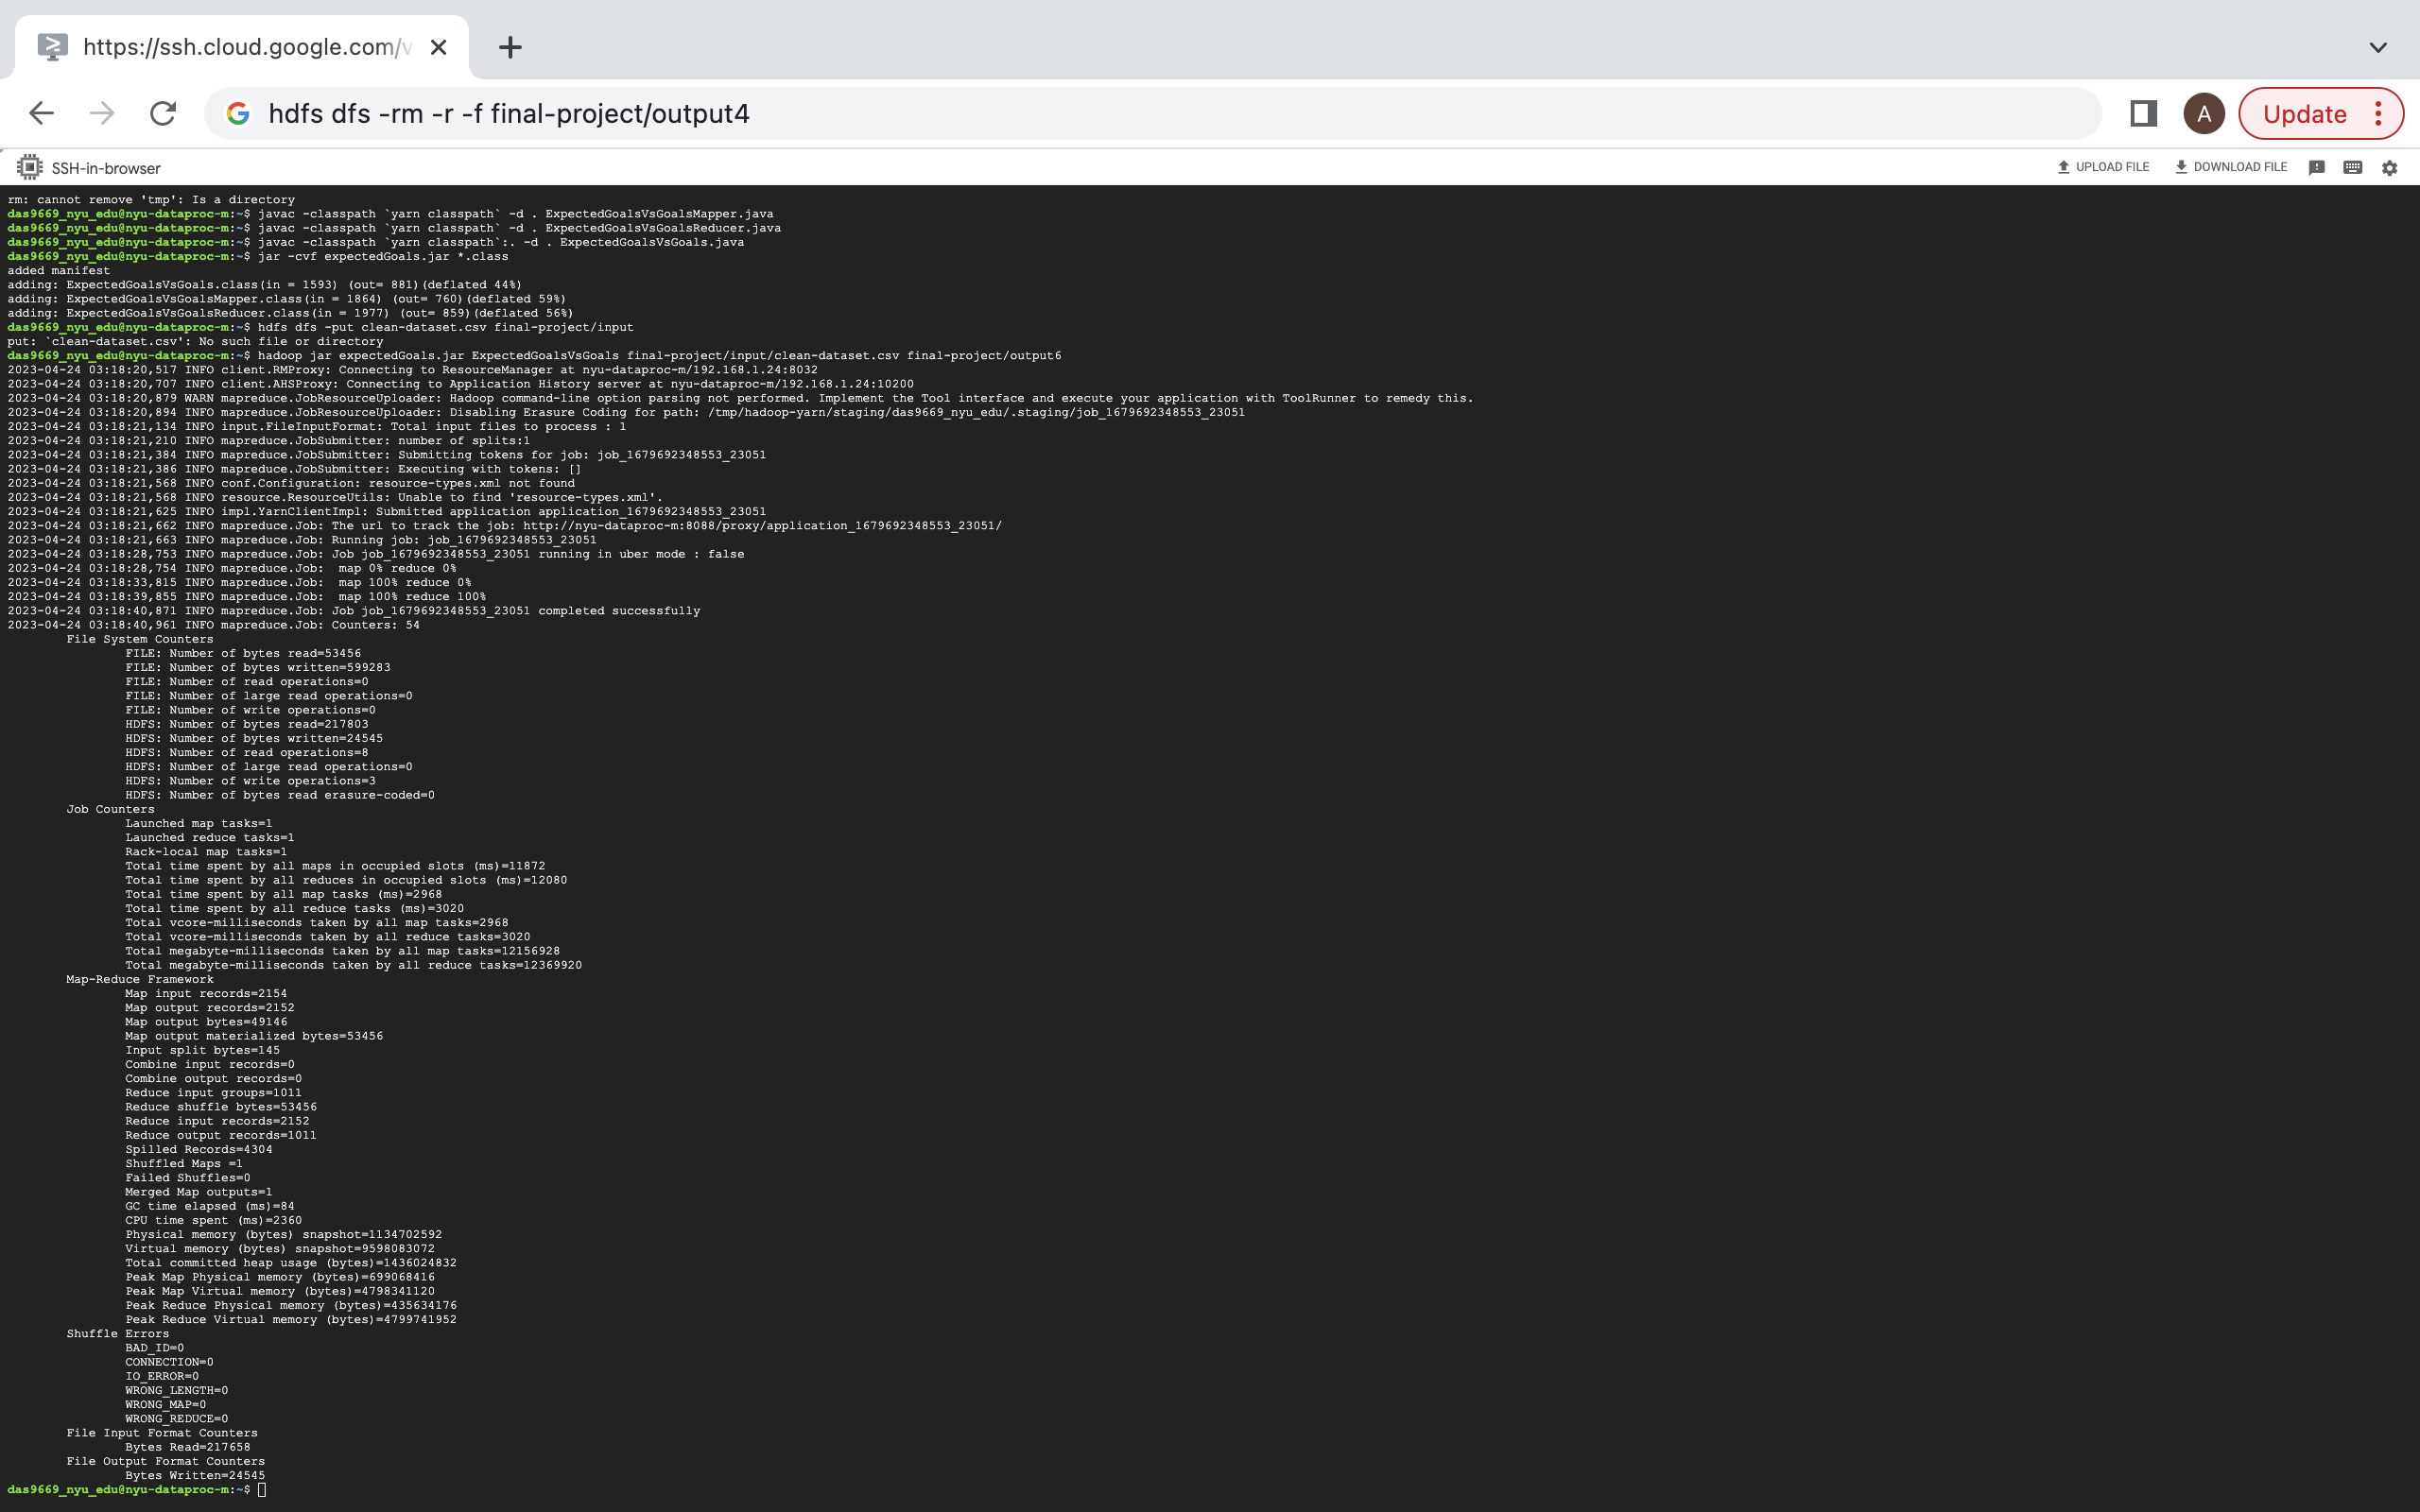 https://ssh.cloud.google.com/v
hdfs dfs -rm -r -f final-project/output4
A
Update
SSH-in-browser
UPLOAD FILE
DOWNLOAD FILE
rm: cannot remove 'tmp': Is a directory
das9669_nyu_edu@nyu-dataproc-m:~$ javac -classpath `yarn classpath` -d . ExpectedGoalsVsGoalsMapper.java
das9669_nyu_edu@nyu-dataproc-m:~$ javac -classpath `yarn classpath` -d . ExpectedGoalsVsGoalsReducer.java
das9669_nyu_edu@nyu-dataproc-m:~$ javac -classpath `yarn classpath`:. -d . ExpectedGoalsVsGoals.java
das9669_nyu_edu@nyu-dataproc-m:~$ jar -cvf expectedGoals.jar *.class
added manifest
adding: ExpectedGoalsVsGoals.class(in = 1593) (out= 881)(deflated 44%)
adding: ExpectedGoalsVsGoalsMapper.class(in = 1864) (out= 760)(deflated 59%)
adding: ExpectedGoalsVsGoalsReducer.class(in = 1977) (out= 859)(deflated 56%)
das9669_nyu_edu@nyu-dataproc-m:~$ hdfs dfs -put clean-dataset.csv final-project/input
put: `clean-dataset.csv': No such file or directory
das9669_nyu_edu@nyu-dataproc-m:~$ hadoop jar expectedGoals.jar ExpectedGoalsVsGoals final-project/input/clean-dataset.csv final-project/output6
2023-04-24 03:18:20,517 INFO client.RMProxy: Connecting to ResourceManager at nyu-dataproc-m/192.168.1.24:8032
2023-04-24 03:18:20,707 INFO client.AHSProxy: Connecting to Application History server at nyu-dataproc-m/192.168.1.24:10200
2023-04-24 03:18:20,879 WARN mapreduce.JobResourceUploader: Hadoop command-line option parsing not performed. Implement the Tool interface and execute your application with ToolRunner to remedy this.
2023-04-24 03:18:20,894 INFO mapreduce.JobResourceUploader: Disabling Erasure Coding for path: /tmp/hadoop-yarn/staging/das9669_nyu_edu/.staging/job_1679692348553_23051
2023-04-24 03:18:21,134 INFO input.FileInputFormat: Total input files to process : 1
2023-04-24 03:18:21,210 INFO mapreduce.JobSubmitter: number of splits:1
2023-04-24 03:18:21,384 INFO mapreduce.JobSubmitter: Submitting tokens for job: job_1679692348553_23051
2023-04-24 03:18:21,386 INFO mapreduce.JobSubmitter: Executing with tokens: []
2023-04-24 03:18:21,568 INFO conf.Configuration: resource-types.xml not found
2023-04-24 03:18:21,568 INFO resource.ResourceUtils: Unable to find 'resource-types.xml'.
2023-04-24 03:18:21,625 INFO impl.YarnClientImpl: Submitted application application_1679692348553_23051
2023-04-24 03:18:21,662 INFO mapreduce.Job: The url to track the job: http://nyu-dataproc-m:8088/proxy/application_1679692348553_23051/
2023-04-24 03:18:21,663 INFO mapreduce.Job: Running job: job_1679692348553_23051
2023-04-24 03:18:28,753 INFO mapreduce.Job: Job job_1679692348553_23051 running in uber mode : false
2023-04-24 03:18:28,754 INFO mapreduce.Job:  map 0% reduce 0%
2023-04-24 03:18:33,815 INFO mapreduce.Job:  map 100% reduce 0%
2023-04-24 03:18:39,855 INFO mapreduce.Job:  map 100% reduce 100%
2023-04-24 03:18:40,871 INFO mapreduce.Job: Job job_1679692348553_23051 completed successfully
2023-04-24 03:18:40,961 INFO mapreduce.Job: Counters: 54
File System Counters
FILE: Number of bytes read=53456
FILE: Number of bytes written=599283
FILE: Number of read operations=0
FILE: Number of large read operations=0
FILE: Number of write operations=0
HDFS: Number of bytes read=217803
HDFS: Number of bytes written=24545
HDFS: Number of read operations=8
HDFS: Number of large read operations=0
HDFS: Number of write operations=3
HDFS: Number of bytes read erasure-coded=0
Job Counters
Launched map tasks=1
Launched reduce tasks=1
Rack-local map tasks=1
Total time spent by all maps in occupied slots (ms)=11872
Total time spent by all reduces in occupied slots (ms)=12080
Total time spent by all map tasks (ms)=2968
Total time spent by all reduce tasks (ms)=3020
Total vcore-milliseconds taken by all map tasks=2968
Total vcore-milliseconds taken by all reduce tasks=3020
Total megabyte-milliseconds taken by all map tasks=12156928
Total megabyte-milliseconds taken by all reduce tasks=12369920
Map-Reduce Framework
Map input records=2154
Map output records=2152
Map output bytes=49146
Map output materialized bytes=53456
Input split bytes=145
Combine input records=0
Combine output records=0
Reduce input groups=1011
Reduce shuffle bytes=53456
Reduce input records=2152
Reduce output records=1011
Spilled Records=4304
Shuffled Maps =1
Failed Shuffles=0
Merged Map outputs=1
GC time elapsed (ms)=84
CPU time spent (ms)=2360
Physical memory (bytes) snapshot=1134702592
Virtual memory (bytes) snapshot=9598083072
Total committed heap usage (bytes)=1436024832
Peak Map Physical memory (bytes)=699068416
Peak Map Virtual memory (bytes)=4798341120
Peak Reduce Physical memory (bytes)=435634176
Peak Reduce Virtual memory (bytes)=4799741952
Shuffle Errors
BAD_ID=0
CONNECTION=0
IO_ERROR=0
WRONG_LENGTH=0
WRONG_MAP=0
WRONG_REDUCE=0
File Input Format Counters
Bytes Read=217658
File Output Format Counters
Bytes Written=24545
das9669_nyu_edu@nyu-dataproc-m:~$